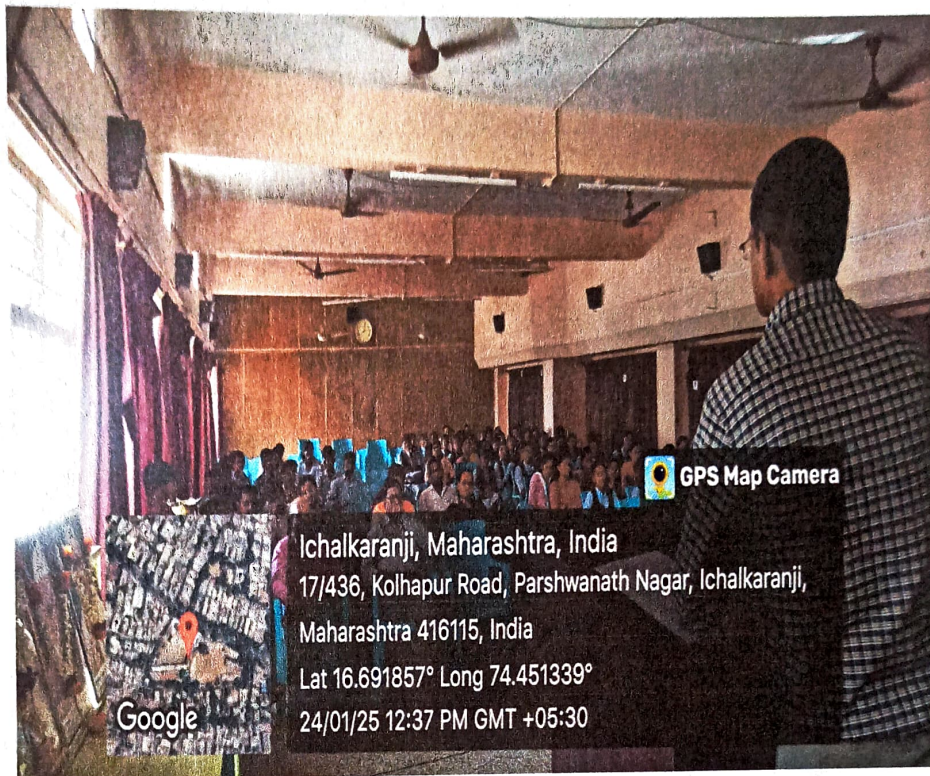 GPS Map Camera
Ichalkaranji, Maharashtra, India
17/436, Kolhapur Road, Parshwanath Nagar, Ichalkaranji,
Maharashtra 416115, India
Lat 16.691857° Long 74.451339°
24/01/25 12:37 PM GMT +05:30
Google